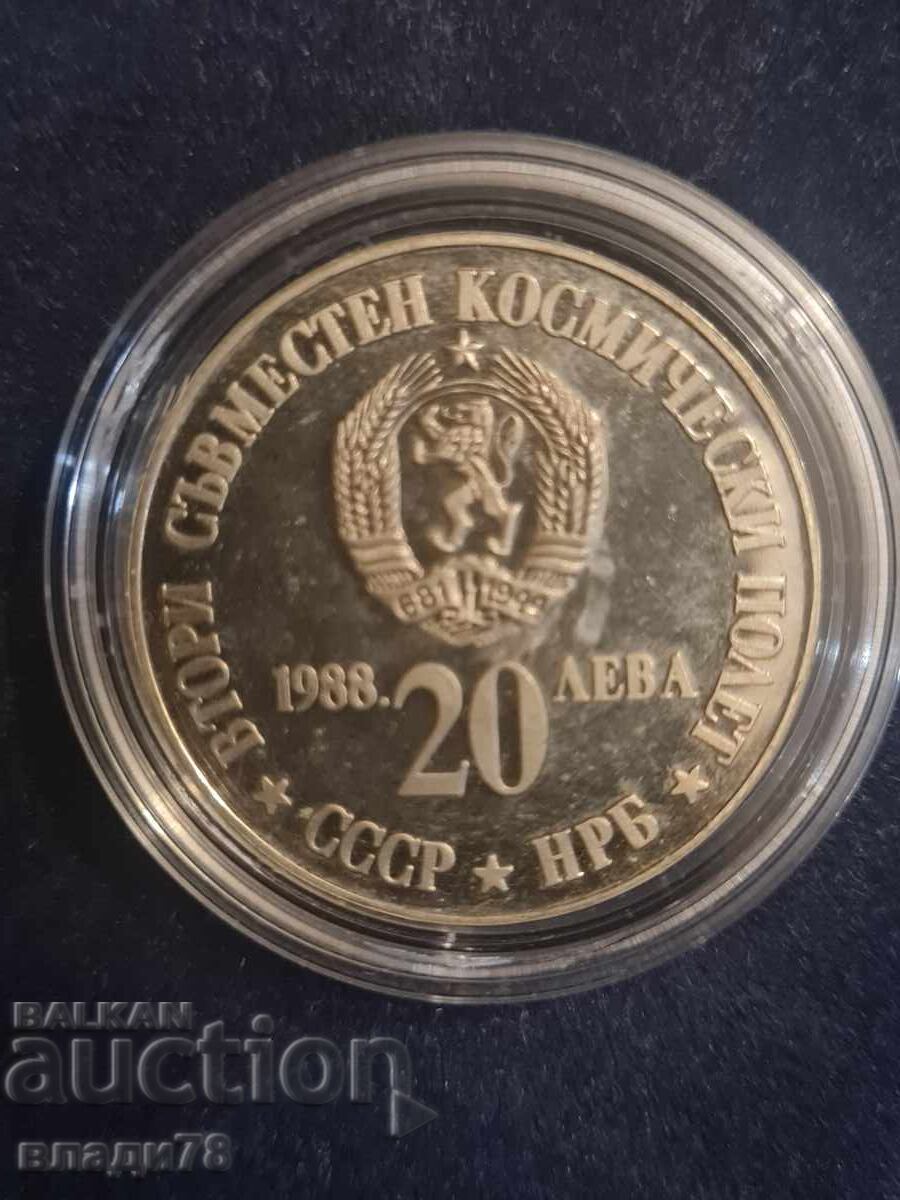 ВТОРИ СЪВМЕСТЕН КОСМИЧЕСКИ ПОЛЕТ
681 1944
1988. 20 ЛЕВА
СССР ★ НРБ
BALKAN
auction
влади78